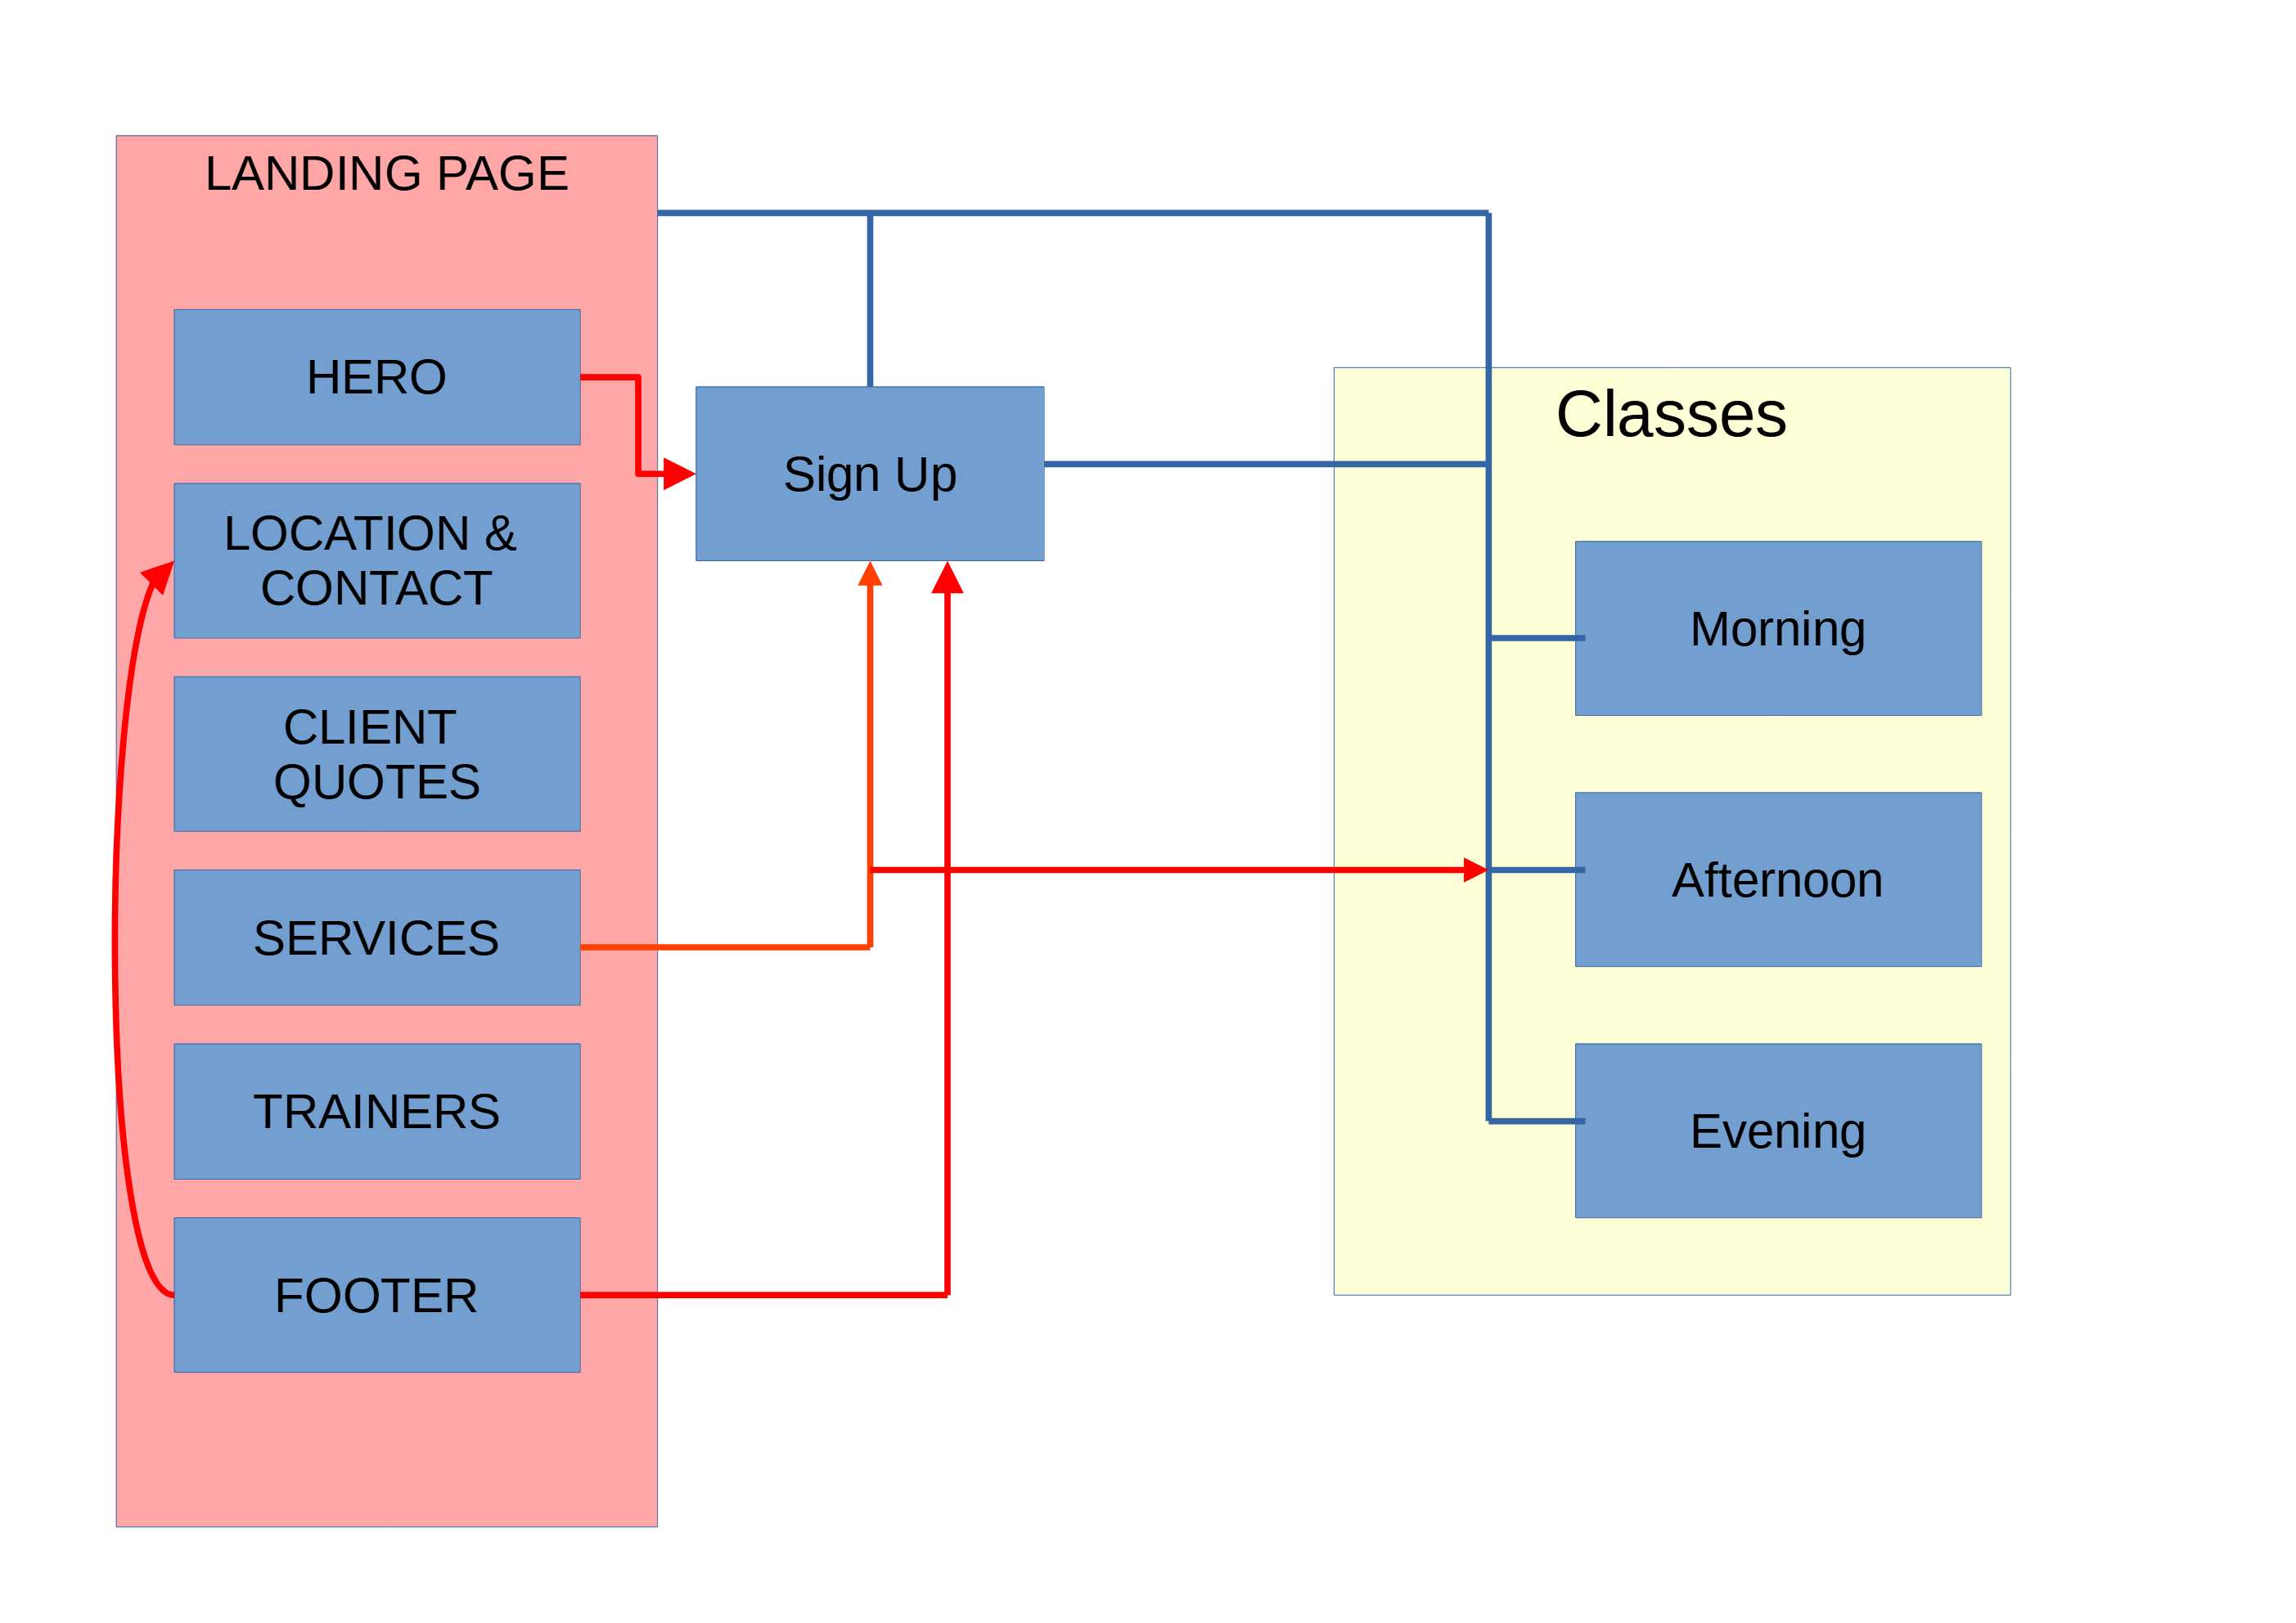 LANDING PAGE
HERO
LOCATION &
CONTACT
CLIENT
QUOTES
SERVICES
TRAINERS
FOOTER
Sign Up
Classes
Morning
Afternoon
Evening